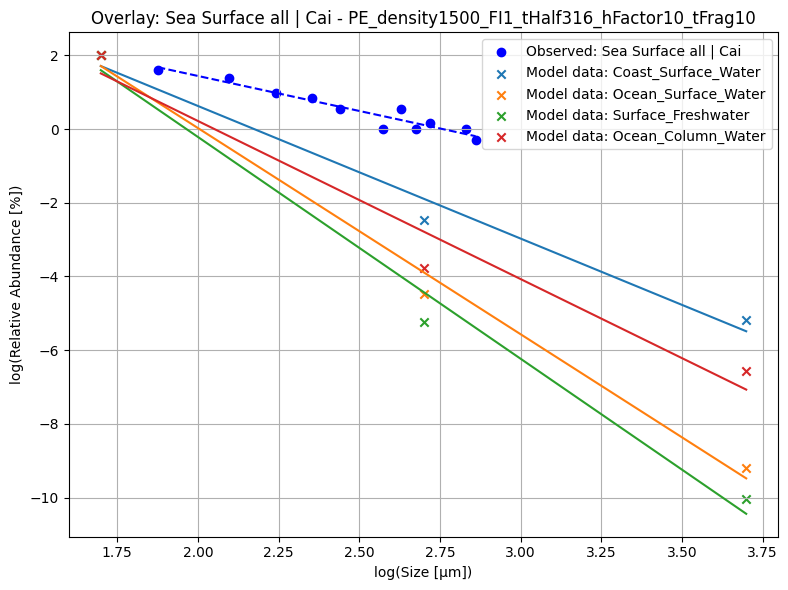 Overlay: Sea Surface all | Cai - PE_density1500_FI1_tHalf316_hFactor10_tFrag10
Observed: Sea Surface all | Cai
Model data: Coast_Surface_Water
Model data: Ocean_Surface_Water
Model data: Surface_Freshwater
Model data: Ocean_Column_Water
log(Relative Abundance [%])
2
0
−2
−4
−6
−8
−10
1.75 2.00 2.25 2.50 2.75 3.00 3.25 3.50 3.75
log(Size [μm])